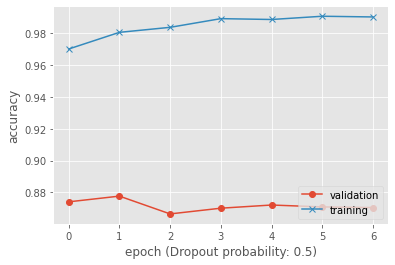 0.98
0.96
0.94
0.92
0.90
0.88
accuracy
validation
training
0 1 2 3 4 5 6
epoch (Dropout probability: 0.5)